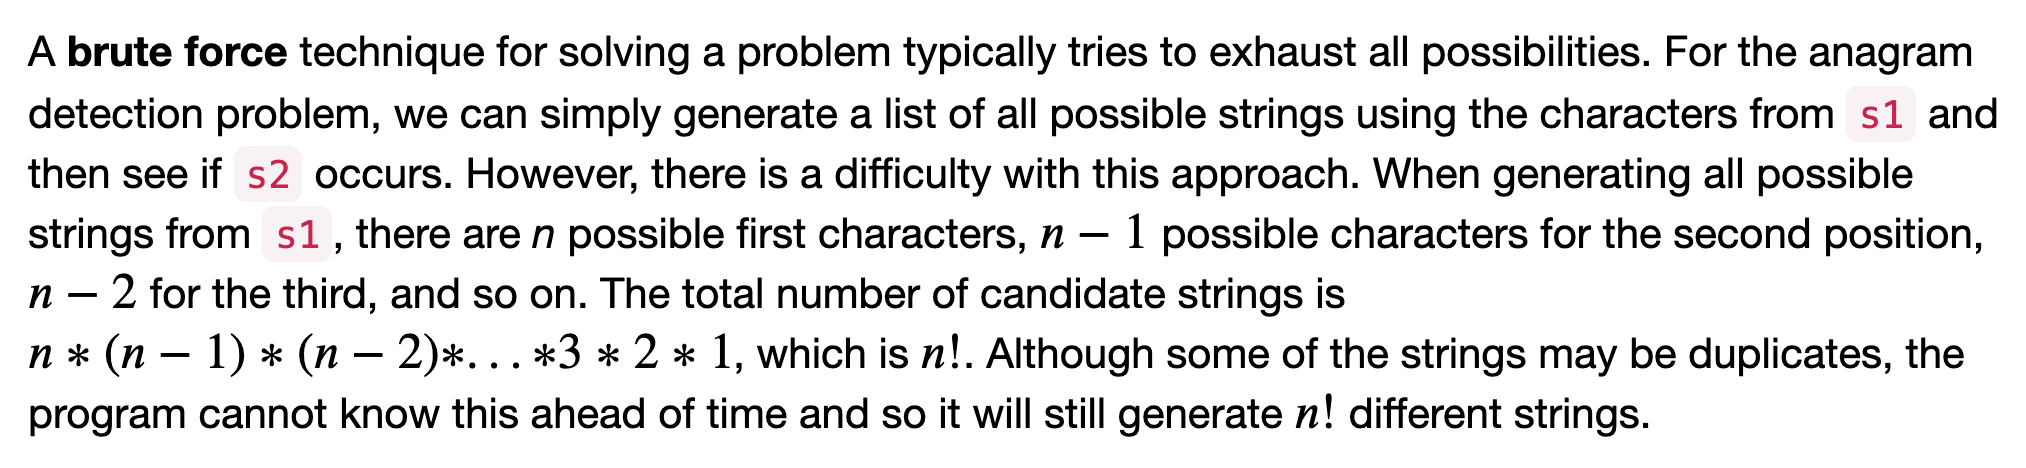 A brute force technique for solving a problem typically tries to exhaust all possibilities. For the anagram
detection problem, we can simply generate a list of all possible strings using the characters from s1 and
then see if s2 occurs. However, there is a difficulty with this approach. When generating all possible
strings from s1, there are n possible first characters, n − 1 possible characters for the second position,
n − 2 for the third, and so on. The total number of candidate strings is
n ∗ (n − 1) ∗ (n − 2)∗. . . ∗3 ∗ 2 ∗ 1, which is n!. Although some of the strings may be duplicates, the
program cannot know this ahead of time and so it will still generate n! different strings.